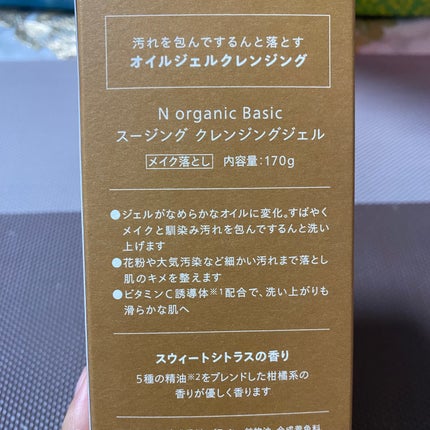 汚れを包んでするんと落とす
オイルジェルクレンジング
N organic Basic
スージング クレンジングジェル
メイク落とし 内容量:170g
●ジェルがなめらかなオイルに変化。すばやく
メイクと馴染み汚れを包んでするんと洗い
上げます
●花粉や大気汚染など細かい汚れまで落とし
肌のキメを整えます
●ビタミンC誘導体※1配合で、洗い上がりも
滑らかな肌へ
スウィートシトラスの香り
5種の精油※2をブレンドした柑橘系の
香りが優しく香ります